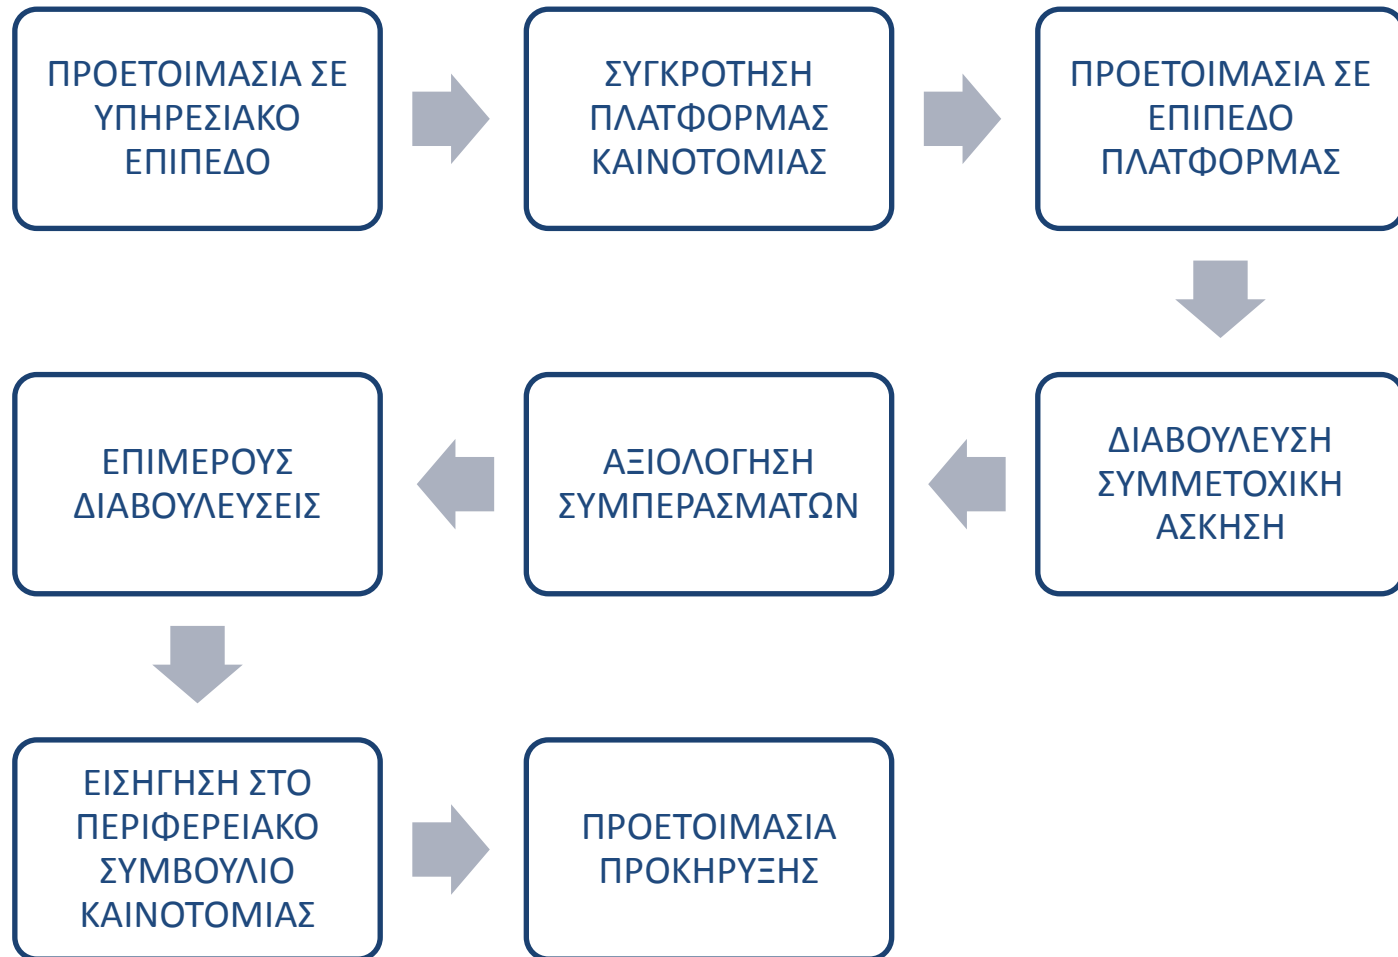 ΠΡΟΕΤΟΙΜΑΣΙΑ ΣΕ
ΥΠΗΡΕΣΙΑΚΟ
ΕΠΙΠΕΔΟ
ΣΥΓΚΡΟΤΗΣΗ
ΠΛΑΤΦΟΡΜΑΣ
ΚΑΙΝΟΤΟΜΙΑΣ
ΠΡΟΕΤΟΙΜΑΣΙΑ ΣΕ
ΕΠΙΠΕΔΟ
ΠΛΑΤΦΟΡΜΑΣ
ΔΙΑΒΟΥΛΕΥΣΗ
ΣΥΜΜΕΤΟΧΙΚΗ
ΑΣΚΗΣΗ
ΑΞΙΟΛΟΓΗΣΗ
ΣΥΜΠΕΡΑΣΜΑΤΩΝ
ΕΠΙΜΕΡΟΥΣ
ΔΙΑΒΟΥΛΕΥΣΕΙΣ
ΕΙΣΗΓΗΣΗ ΣΤΟ
ΠΕΡΙΦΕΡΕΙΑΚΟ
ΣΥΜΒΟΥΛΙΟ
ΚΑΙΝΟΤΟΜΙΑΣ
ΠΡΟΕΤΟΙΜΑΣΙΑ
ΠΡΟΚΗΡΥΞΗΣ